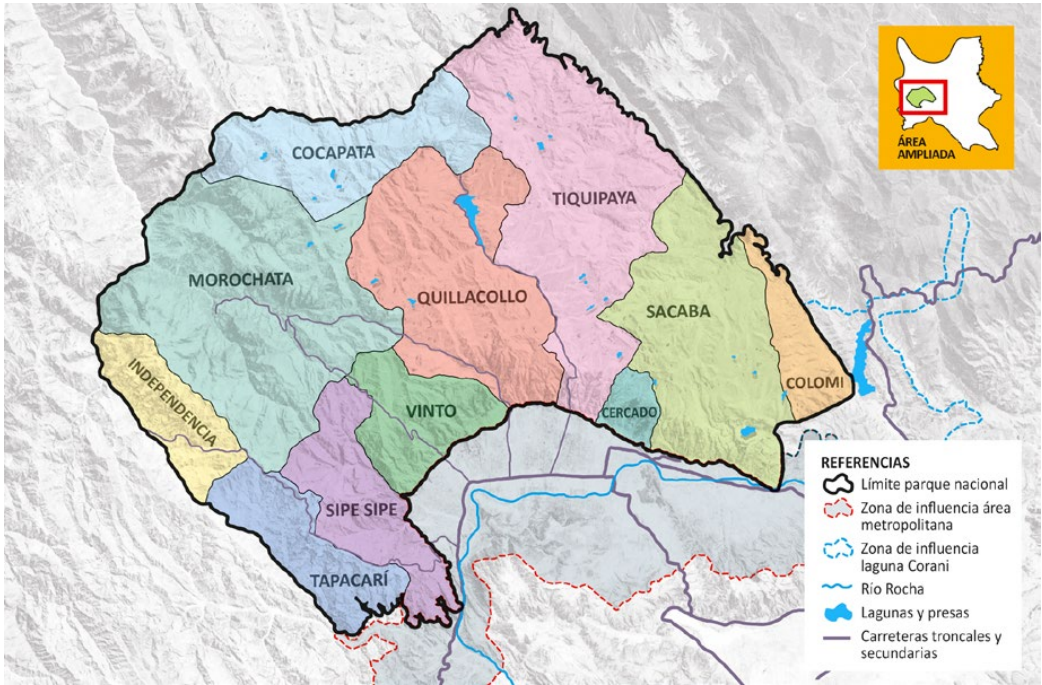 ÁREA
AMPLIADA
COCAPATA
TIQUIPAYA
MOROCHATA
QUILLACOLLO
SACABA
INDEPENDENCIA
VINTO
CERCADO
COLOMI
SIPE SIPE
TAPACARÍ
REFERENCIAS
Límite parque nacional
Zona de influencia área
metropolitana
Zona de influencia
laguna Corani
Río Rocha
Lagunas y presas
Carreteras troncales y
secundarias